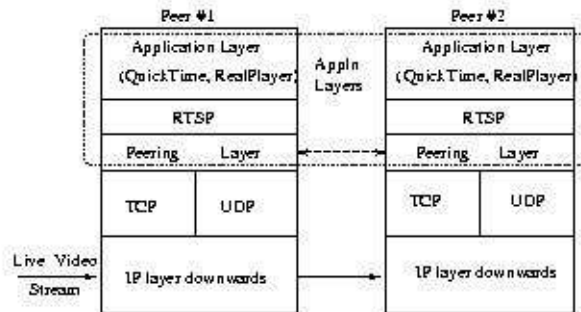 Peer #1
Peer #2
Application Layer
(QuickTime, RealPlayer)
Appln
Layers
Application Layer
(QuickTime, RealPlayer)
RTSP
RTSP
Peering Layer
Peering Layer
TCP
UDP
TCP
UDP
Live Video
Stream
IP layer downwards
IP layer downwards